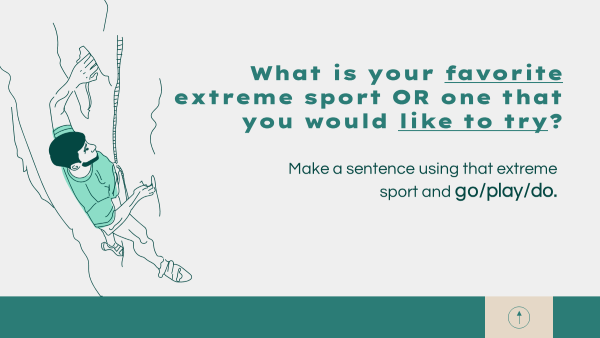 What is your favorite
extreme sport OR one that
you would like to try?
Make a sentence using that extreme
sport and go/play/do.